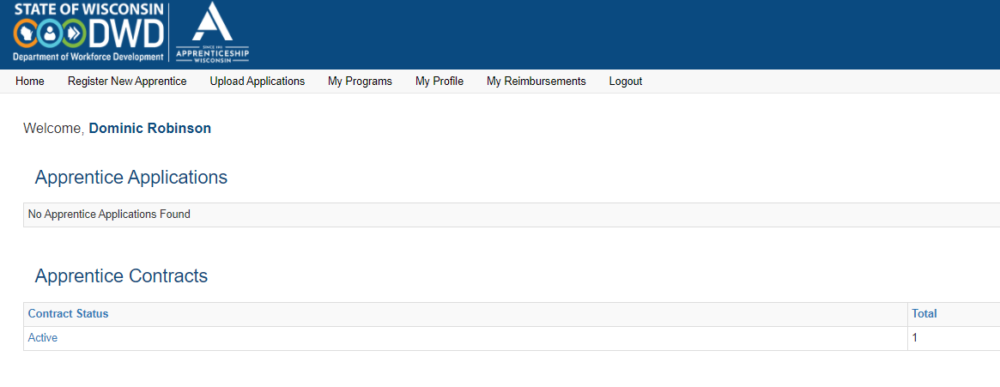 STATE OF WISCONSIN
DWD
Department of Workforce Development
SINCE 1911
APPRENTICESHIP
WISCONSIN
Home Register New Apprentice Upload Applications My Programs My Profile My Reimbursements Logout
Welcome, Dominic Robinson
Apprentice Applications
No Apprentice Applications Found
Apprentice Contracts
Contract Status Total
Active 1